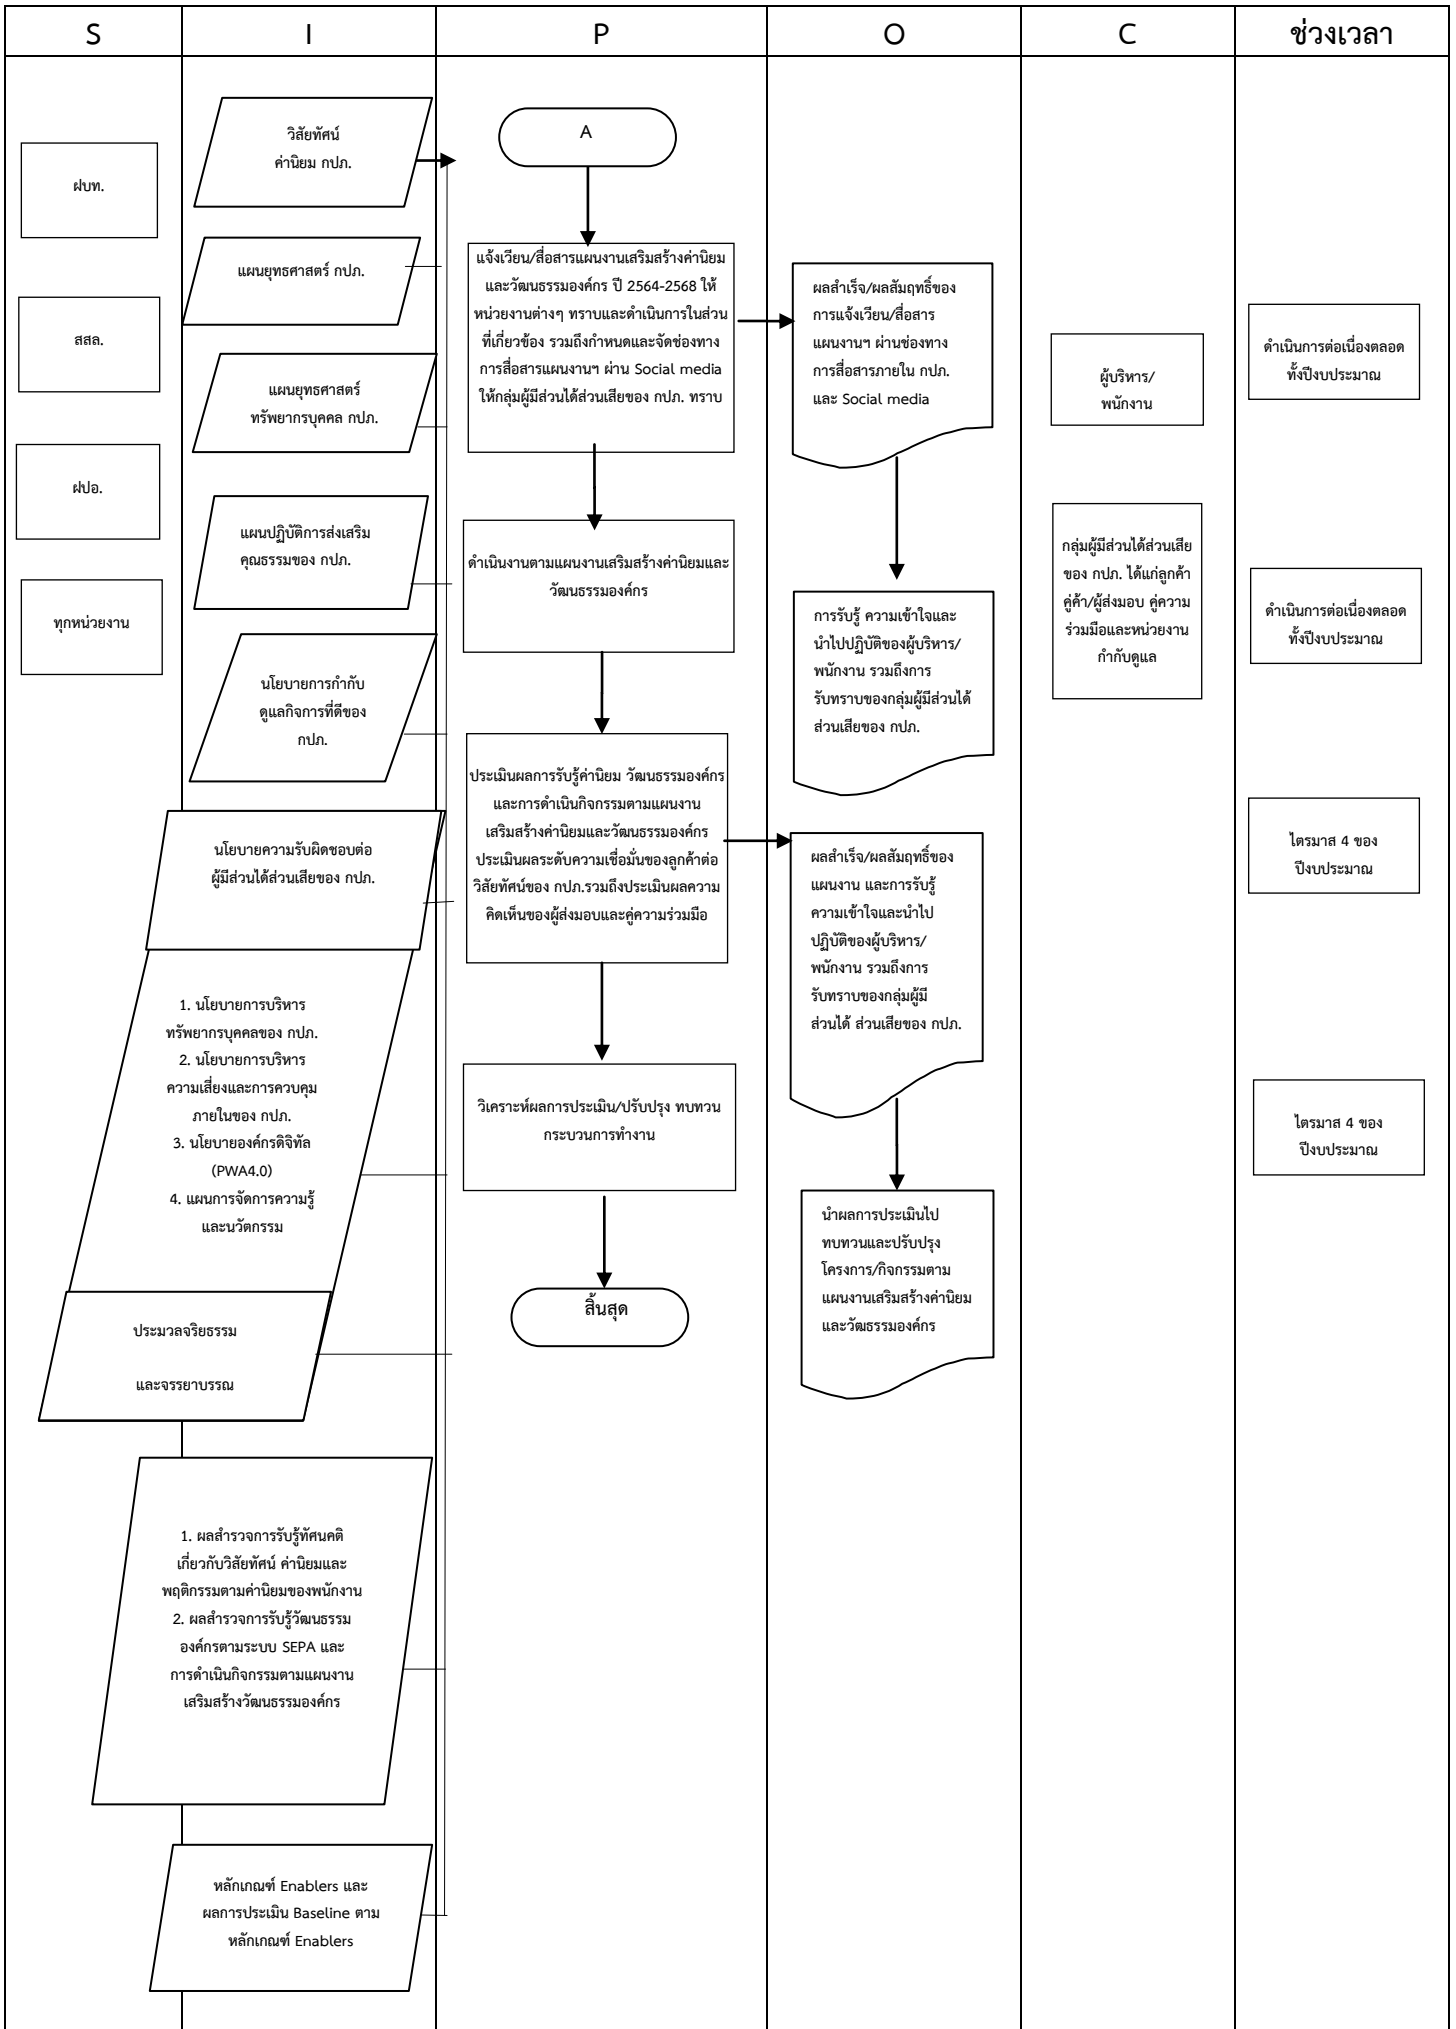 S
I
P
O
C
ช่วงเวลา
ฝบท.
สสล.
ฝปอ.
ทุกหน่วยงาน
วิสัยทัศน์
ค่านิยม กปภ.
แผนยุทธศาสตร์ กปภ.
แผนยุทธศาสตร์
ทรัพยากรบุคคล กปภ.
แผนปฏิบัติการส่งเสริม
คุณธรรมของ กปภ.
นโยบายการกำกับ
ดูแลกิจการที่ดีของ
กปภ.
นโยบายความรับผิดชอบต่อ
ผู้มีส่วนได้ส่วนเสียของ กปภ.
1. นโยบายการบริหาร
ทรัพยากรบุคคลของ กปภ.
2. นโยบายการบริหาร
ความเสี่ยงและการควบคุม
ภายในของ กปภ.
3. นโยบายองค์กรดิจิทัล
(PWA4.0)
4. แผนการจัดการความรู้
และนวัตกรรม
ประมวลจริยธรรม
และจรรยาบรรณ
1. ผลสำรวจการรับรู้ทัศนคติ
เกี่ยวกับวิสัยทัศน์ ค่านิยมและ
พฤติกรรมตามค่านิยมของพนักงาน
2. ผลสำรวจการรับรู้วัฒนธรรม
องค์กรตามระบบ SEPA และ
การดำเนินกิจกรรมตามแผนงาน
เสริมสร้างวัฒนธรรมองค์กร
หลักเกณฑ์ Enablers และ
ผลการประเมิน Baseline ตาม
หลักเกณฑ์ Enablers
A
แจ้งเวียน/สื่อสารแผนงานเสริมสร้างค่านิยม
และวัฒนธรรมองค์กร ปี 2564-2568 ให้
หน่วยงานต่างๆ ทราบและดำเนินการในส่วน
ที่เกี่ยวข้อง รวมถึงกำหนดและจัดช่องทาง
การสื่อสารแผนงานฯ ผ่าน Social media
ให้กลุ่มผู้มีส่วนได้ส่วนเสียของ กปภ. ทราบ
ดำเนินงานตามแผนงานเสริมสร้างค่านิยมและ
วัฒนธรรมองค์กร
ประเมินผลการรับรู้ค่านิยม วัฒนธรรมองค์กร
และการดำเนินกิจกรรมตามแผนงาน
เสริมสร้างค่านิยมและวัฒนธรรมองค์กร
ประเมินผลระดับความเชื่อมั่นของลูกค้าต่อ
วิสัยทัศน์ของ กปภ.รวมถึงประเมินผลความ
คิดเห็นของผู้ส่งมอบและคู่ความร่วมมือ
วิเคราะห์ผลการประเมิน/ปรับปรุง ทบทวน
กระบวนการทำงาน
สิ้นสุด
ผลสำเร็จ/ผลสัมฤทธิ์ของ
การแจ้งเวียน/สื่อสาร
แผนงานฯ ผ่านช่องทาง
การสื่อสารภายใน กปภ.
และ Social media
การรับรู้ ความเข้าใจและ
นำไปปฏิบัติของผู้บริหาร/
พนักงาน รวมถึงการ
รับทราบของกลุ่มผู้มีส่วนได้
ส่วนเสียของ กปภ.
ผลสำเร็จ/ผลสัมฤทธิ์ของ
แผนงาน และการรับรู้
ความเข้าใจและนำไป
ปฏิบัติของผู้บริหาร/
พนักงาน รวมถึงการ
รับทราบของกลุ่มผู้มี
ส่วนได้ ส่วนเสียของ กปภ.
นำผลการประเมินไป
ทบทวนและปรับปรุง
โครงการ/กิจกรรมตาม
แผนงานเสริมสร้างค่านิยม
และวัฒธรรมองค์กร
ผู้บริหาร/
พนักงาน
กลุ่มผู้มีส่วนได้ส่วนเสีย
ของ กปภ. ได้แก่ลูกค้า
คู่ค้า/ผู้ส่งมอบ คู่ความ
ร่วมมือและหน่วยงาน
กำกับดูแล
ดำเนินการต่อเนื่องตลอด
ทั้งปีงบประมาณ
ดำเนินการต่อเนื่องตลอด
ทั้งปีงบประมาณ
ไตรมาส 4 ของ
ปีงบประมาณ
ไตรมาส 4 ของ
ปีงบประมาณ